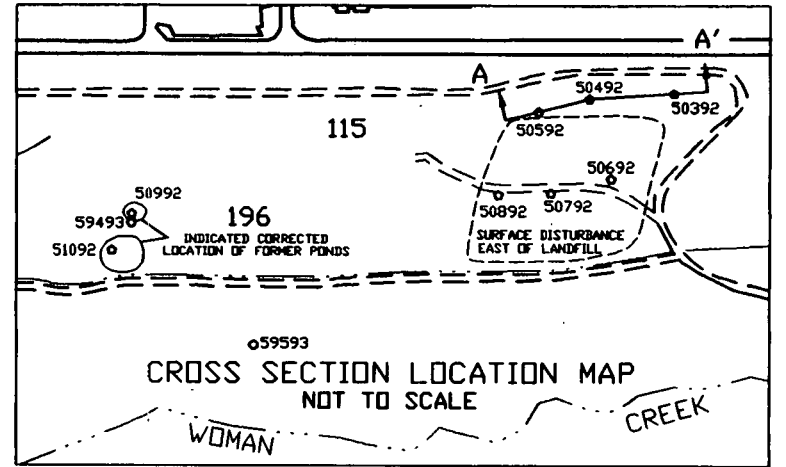 A'
A
50492
50392
50592
115
50692
50992
59493
196
50892
50792
51092
INDICATED CORRECTED
LOCATION OF FORMER PONDS
SURFACE DISTURBANCE
EAST OF LANDFILL
59593
CROSS SECTION LOCATION MAP
NOT TO SCALE
WOMAN CREEK